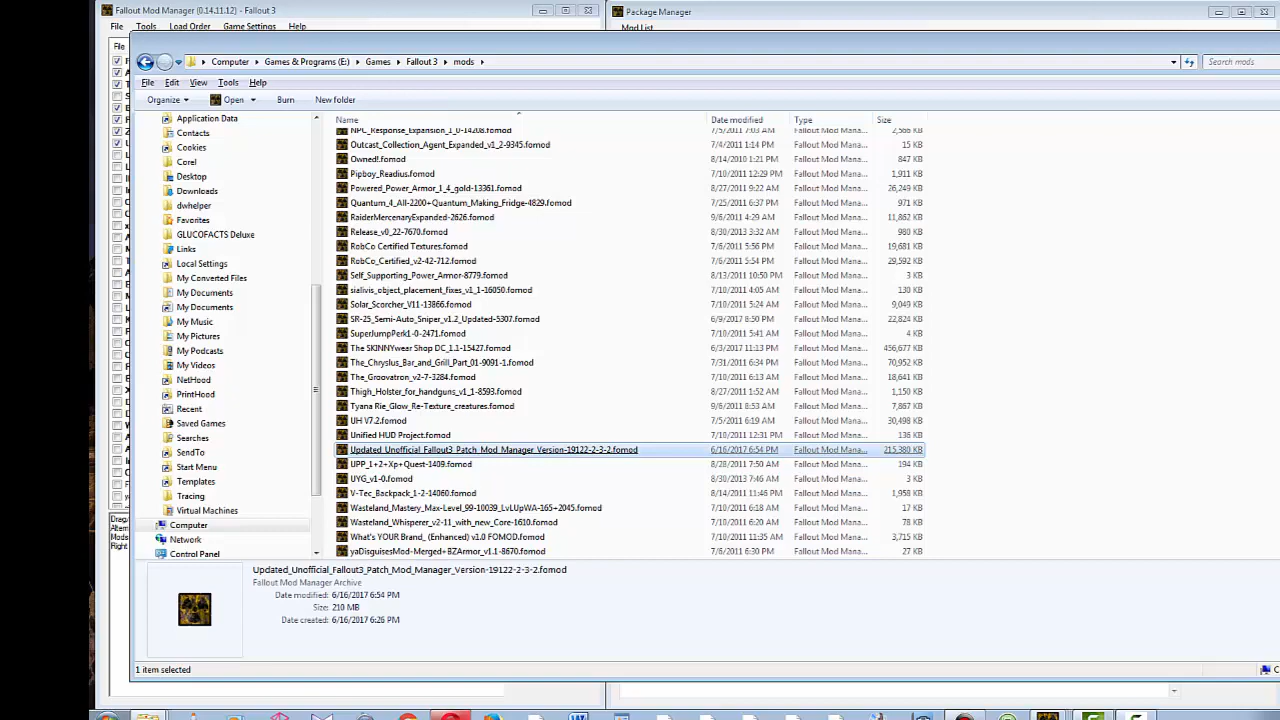 Fallout Mod Manager (0.14.11.12) - Fallout 3
Package Manager
File Tools Load Order Game Settings Help
Mod List
File
Computer Games & Programs (E:) Games Fallout 3 mods
Search mods
File Edit View Tools Help
Organize Open Burn New folder
Name Date modified Type Size
Application Data
Contacts
Cookies
Corel
Desktop
Downloads
dwhelper
Favorites
GLUCOFACTS Deluxe
Links
Local Settings
My Converted Files
My Documents
My Documents
My Music
My Pictures
My Podcasts
My Videos
NetHood
PrintHood
Recent
Saved Games
Searches
SendTo
Start Menu
Templates
Tracing
Virtual Machines
Computer
Network
Control Panel
NPC_Response_Expansion_1_0-14208.fomod 7/5/2011 7:03 AM Fallout Mod Mana... 2,566 KB
Outcast_Collection_Agent_Expanded_v1_2-9345.fomod 7/4/2011 1:14 PM Fallout Mod Mana... 15 KB
Owned!.fomod 8/14/2010 1:21 PM Fallout Mod Mana... 847 KB
Pipboy_Readius.fomod 7/10/2011 12:29 PM Fallout Mod Mana... 1,911 KB
Powered_Power_Armor_1_4_gold-13361.fomod 8/27/2011 9:22 AM Fallout Mod Mana... 26,249 KB
Quantum_4_All-2200+Quantum_Making_Fridge-4829.fomod 7/25/2011 6:37 PM Fallout Mod Mana... 971 KB
RaiderMercenaryExpanded-2626.fomod 9/6/2011 4:29 AM Fallout Mod Mana... 11,862 KB
Release_v0_22-7670.fomod 8/30/2013 3:32 AM Fallout Mod Mana... 980 KB
RobCo Certified Textures.fomod 7/6/2011 5:56 PM Fallout Mod Mana... 19,681 KB
RobCo_Certified_v2-42-712.fomod 7/6/2011 5:54 PM Fallout Mod Mana... 29,592 KB
Self_Supporting_Power_Armor-8779.fomod 8/13/2011 10:50 PM Fallout Mod Mana... 3 KB
sialivis_object_placement_fixes_v1_1-16050.fomod 7/10/2011 4:05 AM Fallout Mod Mana... 130 KB
Solar_Scorcher_V11-13866.fomod 7/10/2011 5:24 AM Fallout Mod Mana... 9,049 KB
SR-25_Semi-Auto_Sniper_v1.2_Updated-5307.fomod 6/9/2017 8:50 PM Fallout Mod Mana... 22,824 KB
SuperJumpPerk1-0-2471.fomod 7/10/2011 5:41 AM Fallout Mod Mana... 4 KB
The SKINNYwear Shop DC_1.1-15427.fomod 6/3/2017 11:13 PM Fallout Mod Mana... 456,677 KB
The_Chryslus_Bar_and_Grill_Part_01-9091-1.fomod 7/31/2011 6:34 PM Fallout Mod Mana... 70,952 KB
The_Groovatron_v2-7-3284.fomod 7/10/2011 6:13 AM Fallout Mod Mana... 18,641 KB
Thigh_Holster_for_handguns_v1_1-8593.fomod 8/27/2011 1:52 AM Fallout Mod Mana... 1,150 KB
Tyana Rie_Glow_Re-Texture_creatures.fomod 9/6/2011 8:53 AM Fallout Mod Mana... 7,867 KB
UH V7.2.fomod 7/5/2011 6:19 AM Fallout Mod Mana... 30,498 KB
Unified HUD Project.fomod 7/10/2011 12:31 PM Fallout Mod Mana... 136 KB
Updated_Unofficial_Fallout3_Patch_Mod_Manager_Version-19122-2-3-2.fomod 6/16/2017 6:54 PM Fallout Mod Mana... 215,380 KB
UPP_1+2+Xp+Quest-1409.fomod 8/28/2011 7:50 AM Fallout Mod Mana... 194 KB
UYG_v1-0.fomod 8/30/2013 7:46 AM Fallout Mod Mana... 3 KB
V-Tec_Backpack_1-2-14060.fomod 8/14/2011 11:46 PM Fallout Mod Mana... 1,958 KB
Wasteland_Mastery_Max-Level_99-10039_LvLUpWA-165+2045.fomod 7/10/2011 6:18 AM Fallout Mod Mana... 17 KB
Wasteland_Whisperer_v2-11_with_new_Core-1610.fomod 7/10/2011 6:20 AM Fallout Mod Mana... 78 KB
What's YOUR Brand_ (Enhanced) v1.0 FOMOD.fomod 7/10/2011 11:35 AM Fallout Mod Mana... 3,715 KB
yaDisguisesMod-Merged+BZArmor_v1.1-8670.fomod 7/6/2011 6:30 PM Fallout Mod Mana... 27 KB
Drag
Altern
Mods
Right
Updated_Unofficial_Fallout3_Patch_Mod_Manager_Version-19122-2-3-2.fomod
Fallout Mod Manager Archive
Date modified: 6/16/2017 6:54 PM
Size: 210 MB
Date created: 6/16/2017 6:26 PM
1 item selected